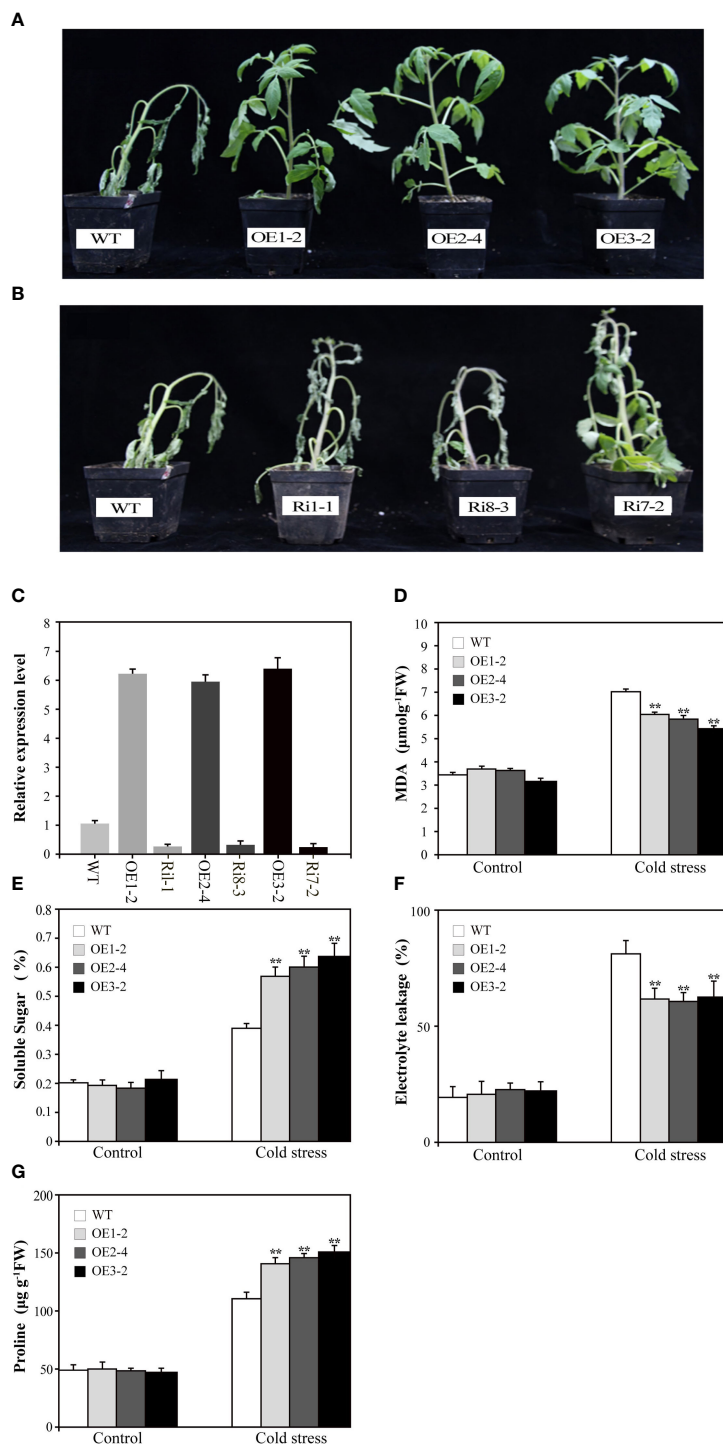 A
WT
OE1-2
OE2-4
OE3-2
B
WT
Ri1-1
Ri8-3
Ri7-2
C
Relative expression level
8
7
6
5
4
3
2
1
0
WT
OE1-2
Ril-1
OE2-4
Ri8-3
OE3-2
Ri7-2
D
MDA (μmolg-1FW)
10
9
8
7
6
5
4
3
2
1
0
WT
OE1-2
OE2-4
OE3-2
** ** **
Control
Cold stress
E
Soluble Sugar ( %)
0.8
0.7
0.6
0.5
0.4
0.3
0.2
0.1
0
WT
OE1-2
OE2-4
OE3-2
** ** **
Control
Cold stress
F
Electrolyte leakage (%)
100
50
0
WT
OE1-2
OE2-4
OE3-2
** ** **
Control
Cold stress
G
Proline (μg g-1FW)
200
150
100
50
0
WT
OE1-2
OE2-4
OE3-2
** ** **
Control
Cold stress